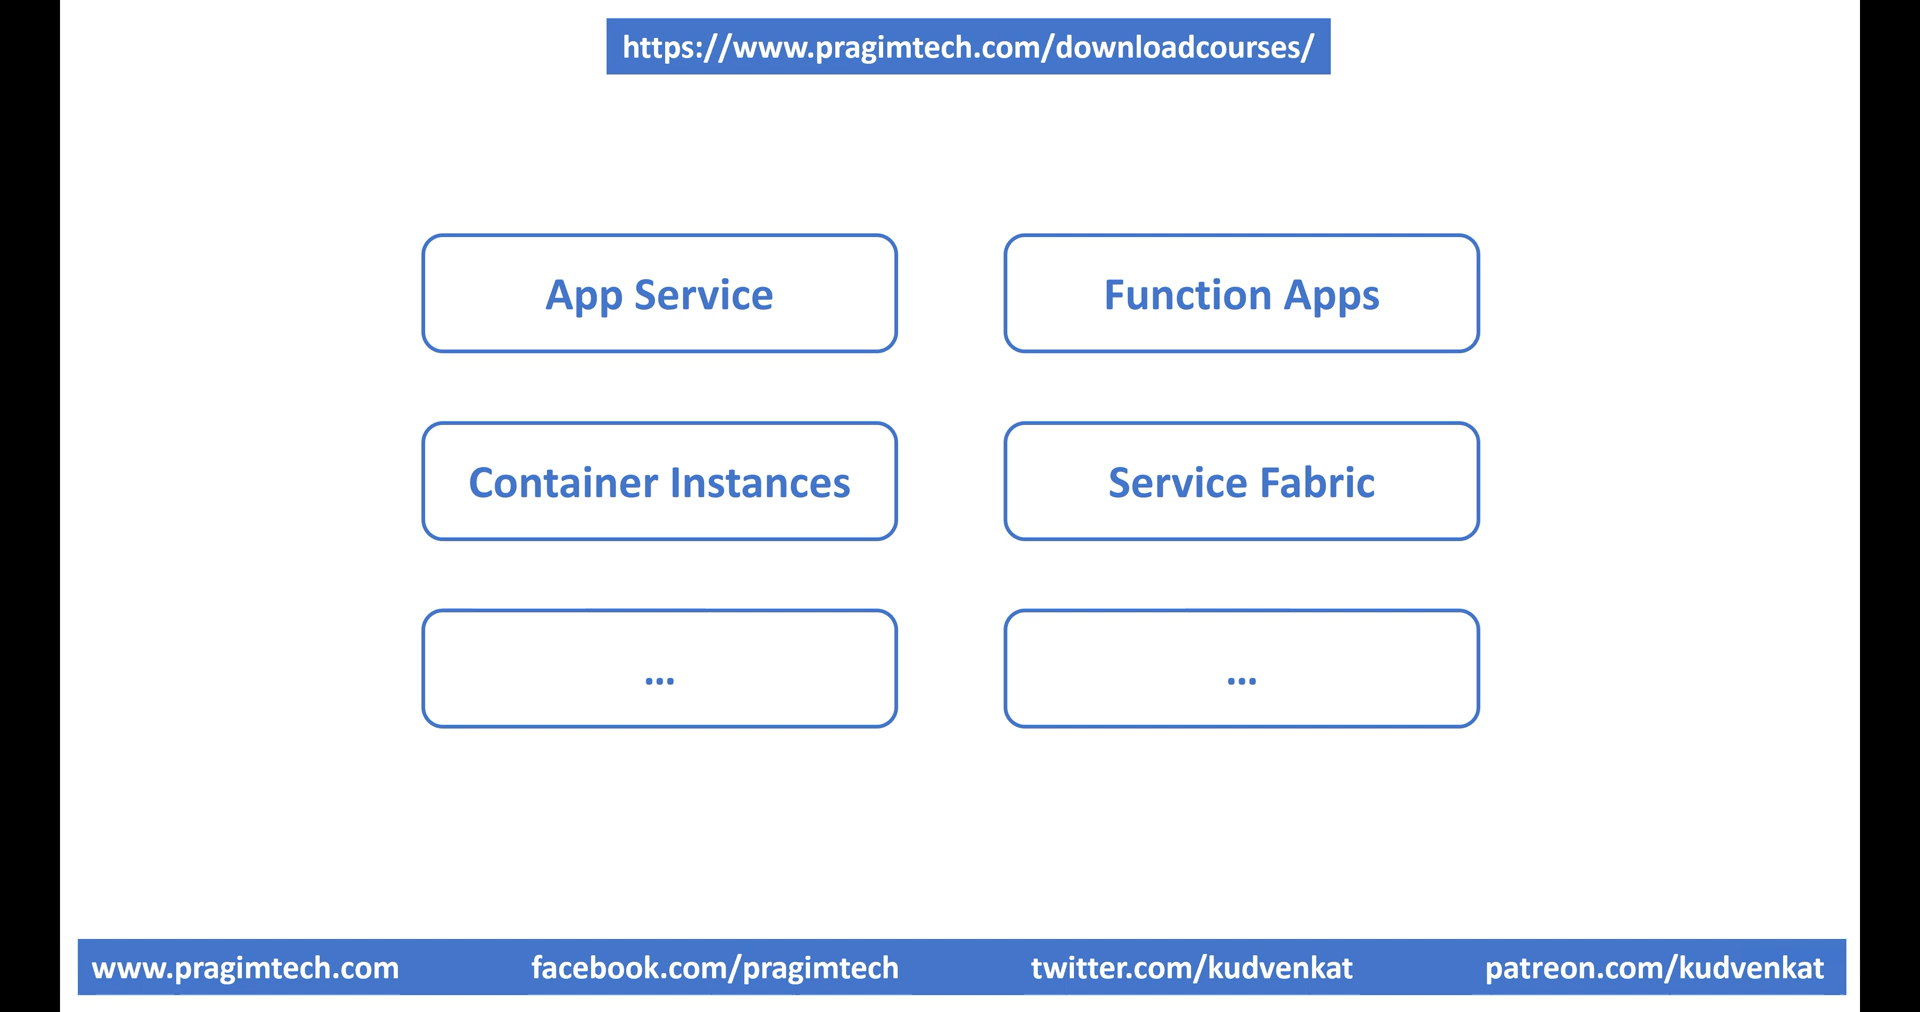 https://www.pragimtech.com/downloadcourses/
App Service
Function Apps
Container Instances
Service Fabric
...
...
www.pragimtech.com
facebook.com/pragimtech
twitter.com/kudvenkat
patreon.com/kudvenkat